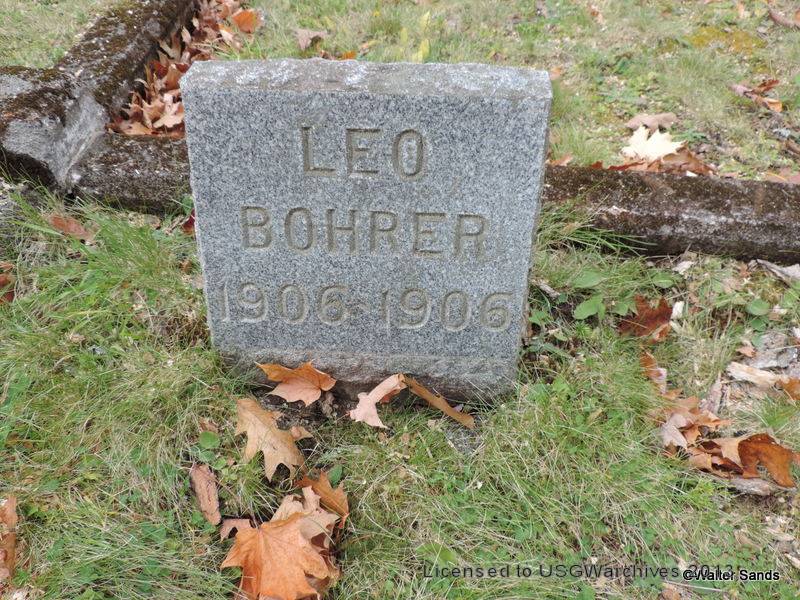 LEO
BOHRER
1906-1906
Licensed to USGWarchives 2013
©Walter Sands